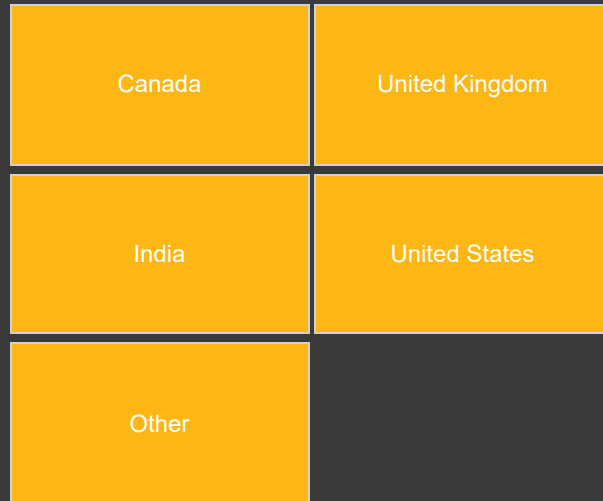 Canada
United Kingdom
India
United States
Other